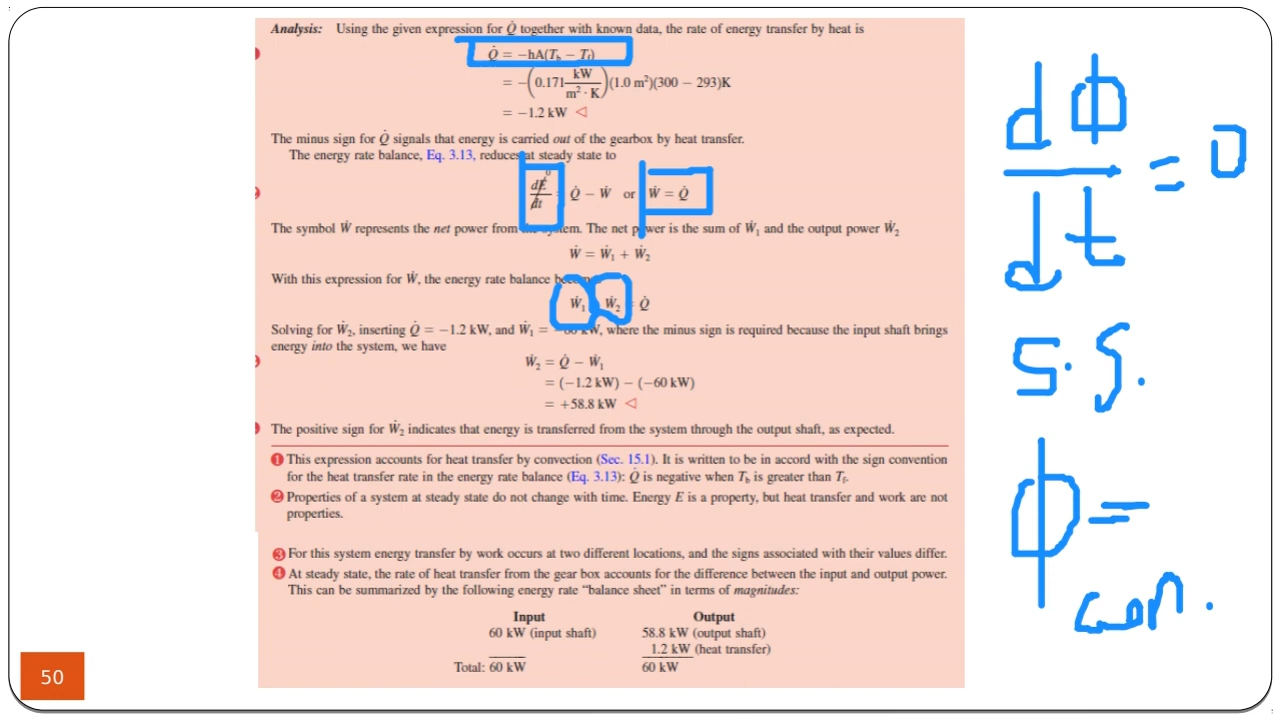 Analysis: Using the given expression for Q̇ together with known data, the rate of energy transfer by heat is
Q̇ = −hA(T_b − T_f)
= −(0.171 kW/m² · K)(1.0 m²)(300 − 293)K
= −1.2 kW ◁
The minus sign for Q̇ signals that energy is carried out of the gearbox by heat transfer.
The energy rate balance, Eq. 3.13, reduces at steady state to
dE/dt 0 = Q̇ − Ẇ or Ẇ = Q̇
The symbol Ẇ represents the net power from the system. The net power is the sum of Ẇ₁ and the output power Ẇ₂
Ẇ = Ẇ₁ + Ẇ₂
With this expression for Ẇ, the energy rate balance becomes
Ẇ₁ Ẇ₂ = Q̇
Solving for Ẇ₂, inserting Q̇ = −1.2 kW, and Ẇ₁ = −60 kW, where the minus sign is required because the input shaft brings
energy into the system, we have
Ẇ₂ = Q̇ − Ẇ₁
= (−1.2 kW) − (−60 kW)
= +58.8 kW ◁
The positive sign for Ẇ₂ indicates that energy is transferred from the system through the output shaft, as expected.
❶ This expression accounts for heat transfer by convection (Sec. 15.1). It is written to be in accord with the sign convention
for the heat transfer rate in the energy rate balance (Eq. 3.13): Q̇ is negative when T_b is greater than T_f.
❷ Properties of a system at steady state do not change with time. Energy E is a property, but heat transfer and work are not
properties.
❸ For this system energy transfer by work occurs at two different locations, and the signs associated with their values differ.
❹ At steady state, the rate of heat transfer from the gear box accounts for the difference between the input and output power.
This can be summarized by the following energy rate “balance sheet” in terms of magnitudes:
Input Output
60 kW (input shaft) 58.8 kW (output shaft)
1.2 kW (heat transfer)
Total: 60 kW 60 kW
dϕ/dt = 0
S.S.
ϕ =
con.
50